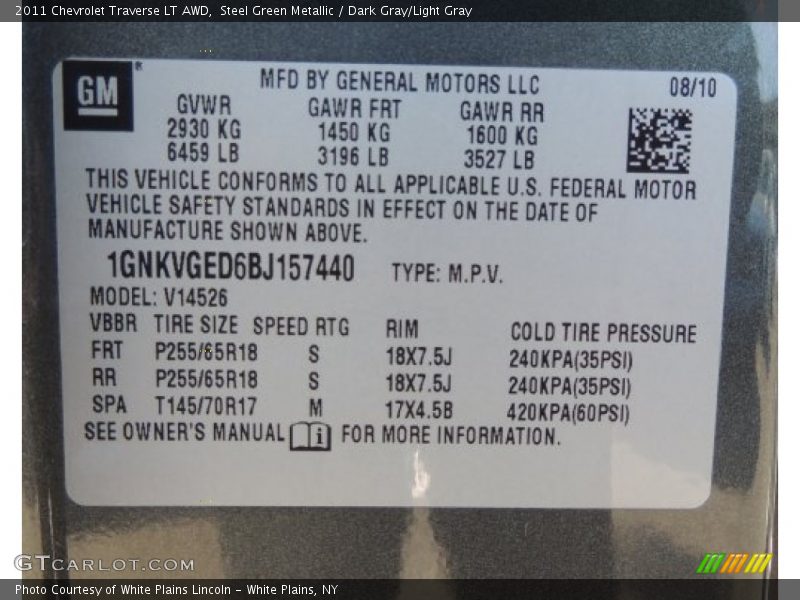 2011 Chevrolet Traverse LT AWD,  Steel Green Metallic / Dark Gray/Light Gray
GM
MFD BY GENERAL MOTORS LLC 08/10
GVWR GAWR FRT GAWR RR
2930 KG 1450 KG 1600 KG
6459 LB 3196 LB 3527 LB
THIS VEHICLE CONFORMS TO ALL APPLICABLE U.S. FEDERAL MOTOR
VEHICLE SAFETY STANDARDS IN EFFECT ON THE DATE OF
MANUFACTURE SHOWN ABOVE.
1GNKVGED6BJ157440 TYPE: M.P.V.
MODEL: V14526
VBBR TIRE SIZE SPEED RTG RIM COLD TIRE PRESSURE
FRT P255/65R18 S 18X7.5J 240KPA(35PSI)
RR P255/65R18 S 18X7.5J 240KPA(35PSI)
SPA T145/70R17 M 17X4.5B 420KPA(60PSI)
SEE OWNER'S MANUAL FOR MORE INFORMATION.
GTCARLOT.COM
Photo Courtesy of White Plains Lincoln - White Plains, NY